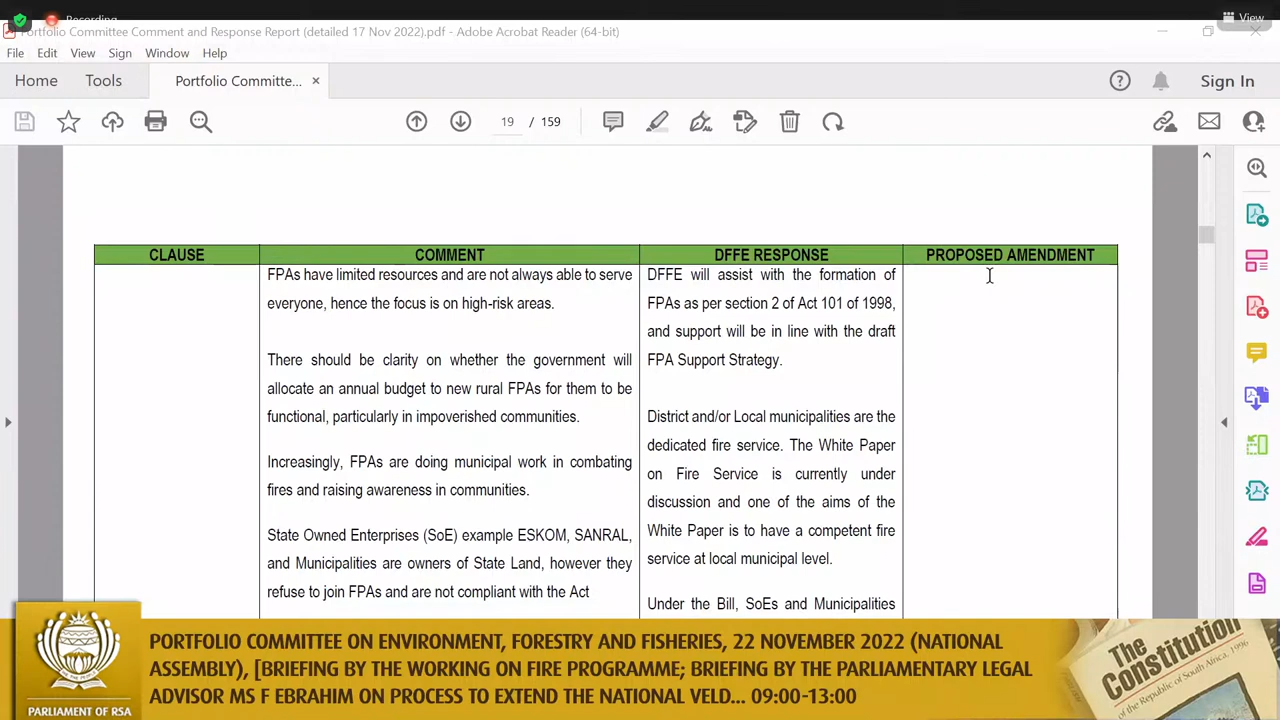 Recording
View
Portfolio Committee Comment and Response Report (detailed 17 Nov 2022).pdf - Adobe Acrobat Reader (64-bit)
File Edit View Sign Window Help
Home Tools Portfolio Committe... × Sign In
19 / 159
CLAUSE COMMENT DFFE RESPONSE PROPOSED AMENDMENT
FPAs have limited resources and are not always able to serve
everyone, hence the focus is on high-risk areas.
There should be clarity on whether the government will
allocate an annual budget to new rural FPAs for them to be
functional, particularly in impoverished communities.
Increasingly, FPAs are doing municipal work in combating
fires and raising awareness in communities.
State Owned Enterprises (SoE) example ESKOM, SANRAL,
and Municipalities are owners of State Land, however they
refuse to join FPAs and are not compliant with the Act
DFFE will assist with the formation of
FPAs as per section 2 of Act 101 of 1998,
and support will be in line with the draft
FPA Support Strategy.
District and/or Local municipalities are the
dedicated fire service. The White Paper
on Fire Service is currently under
discussion and one of the aims of the
White Paper is to have a competent fire
service at local municipal level.
Under the Bill, SoEs and Municipalities
PORTFOLIO COMMITTEE ON ENVIRONMENT, FORESTRY AND FISHERIES, 22 NOVEMBER 2022 (NATIONAL
ASSEMBLY), [BRIEFING BY THE WORKING ON FIRE PROGRAMME; BRIEFING BY THE PARLIAMENTARY LEGAL
ADVISOR MS F EBRAHIM ON PROCESS TO EXTEND THE NATIONAL VELD... 09:00-13:00
PARLIAMENT OF RSA
The
Constitution
of the Republic of South Africa, 1996